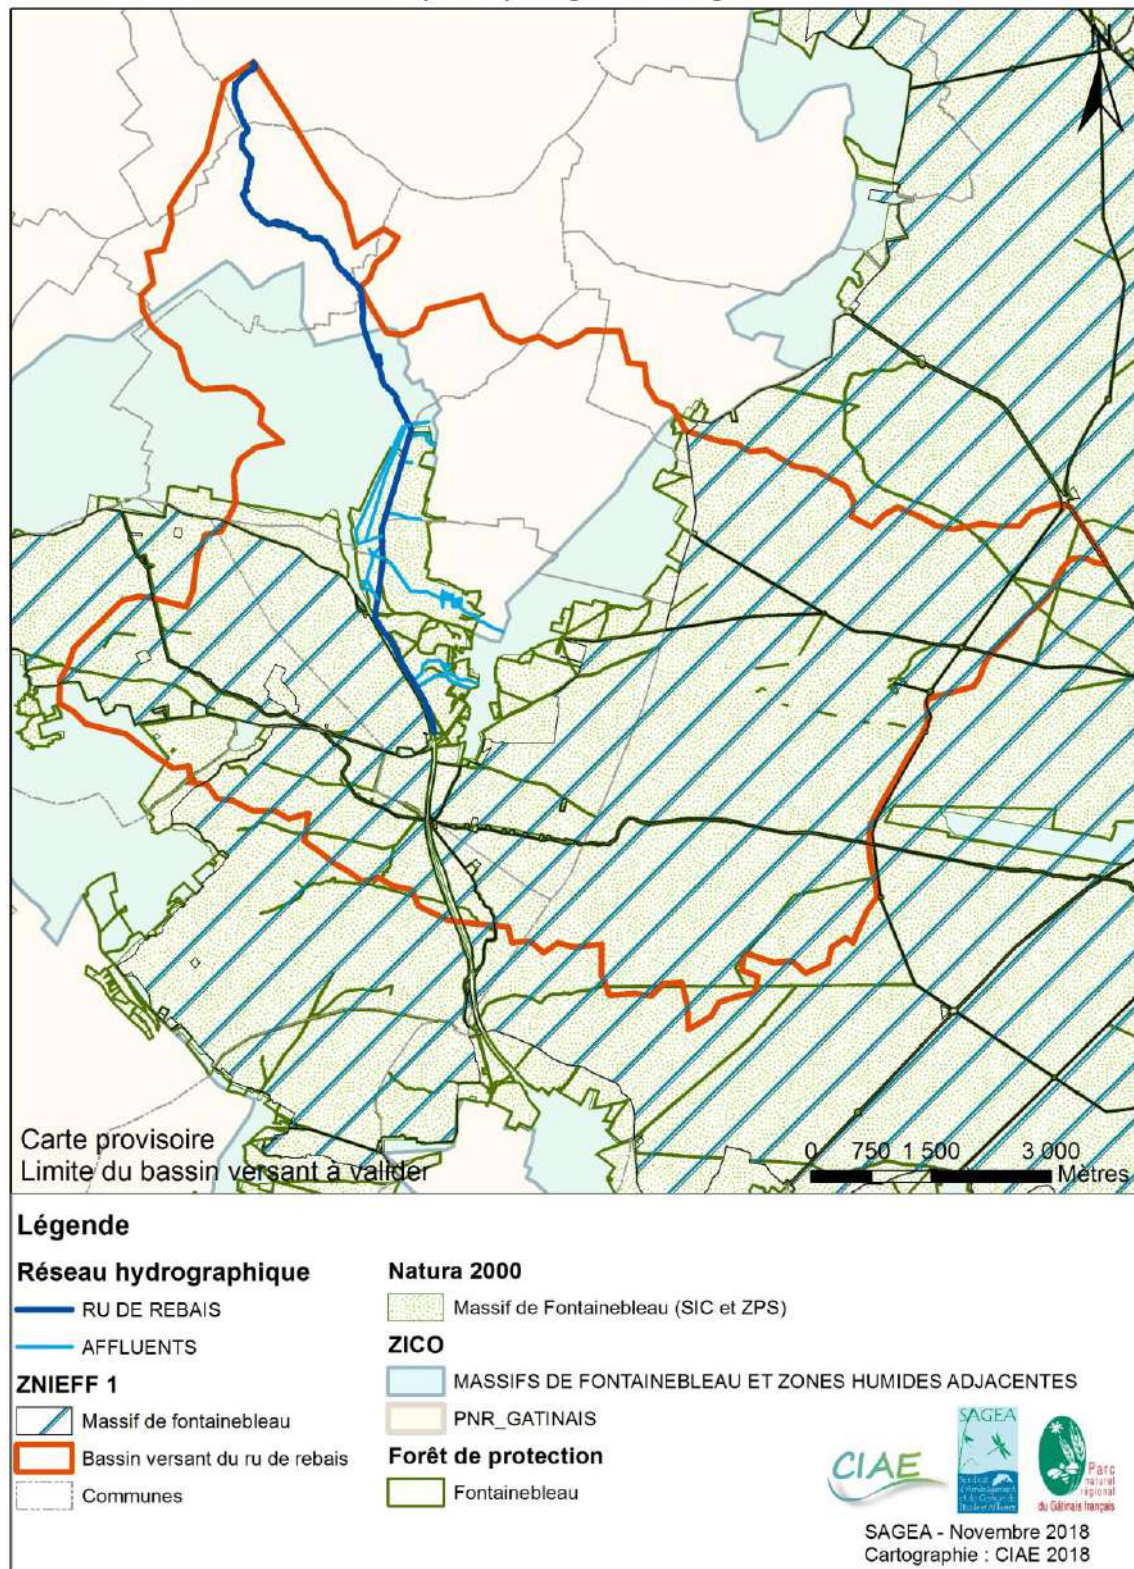 N
Carte provisoire
Limite du bassin versant à valider
0 750 1 500 3 000
Mètres
Légende
Réseau hydrographique
RU DE REBAIS
AFFLUENTS
ZNIEFF 1
Massif de fontainebleau
Bassin versant du ru de rebais
Communes
Natura 2000
Massif de Fontainebleau (SIC et ZPS)
ZICO
MASSIFS DE FONTAINEBLEAU ET ZONES HUMIDES ADJACENTES
PNR_GATINAIS
Forêt de protection
Fontainebleau
CIAE
SAGEA
Parc
naturel
régional
du Gâtinais français
SAGEA - Novembre 2018
Cartographie : CIAE 2018